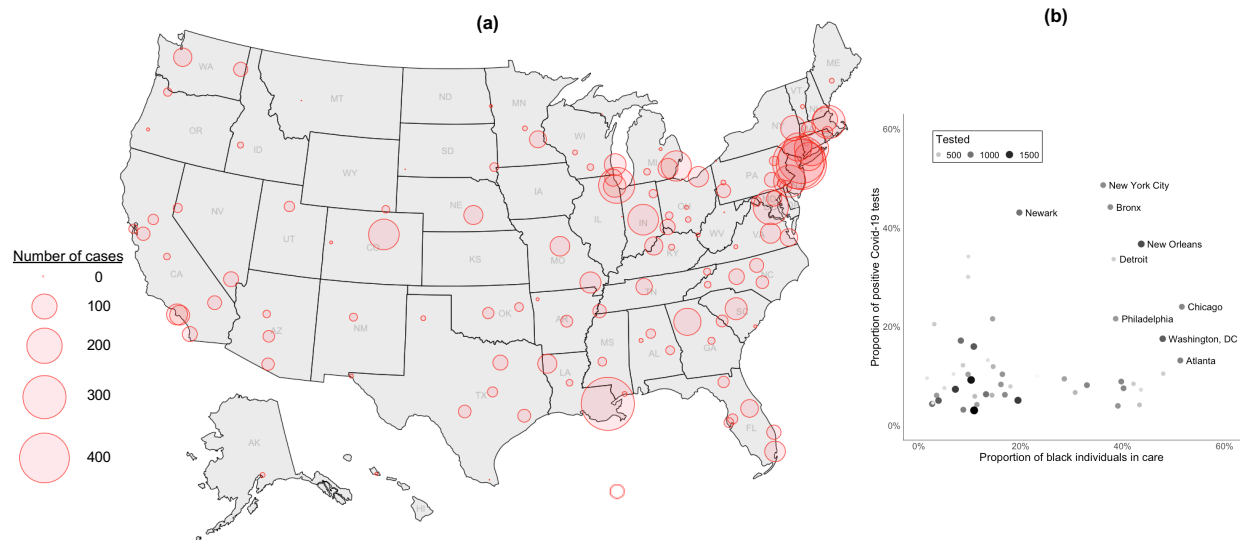 (a)
(b)
WA
MT
ND
MN
ME
VT
NH
NY
OR
ID
SD
WI
MI
WY
IA
PA
NE
NV
UT
CO
IL
IN
OH
WV
VA
KS
MO
KY
CA
AZ
NM
OK
AR
TN
NC
SC
MS
AL
GA
LA
TX
FL
AK
HI
Number of cases
0
100
200
300
400
Proportion of positive Covid-19 tests
60%
40%
20%
0%
Tested
500 1000 1500
New York City
Newark
Bronx
New Orleans
Detroit
Chicago
Philadelphia
Washington, DC
Atlanta
0% 20% 40% 60%
Proportion of black individuals in care